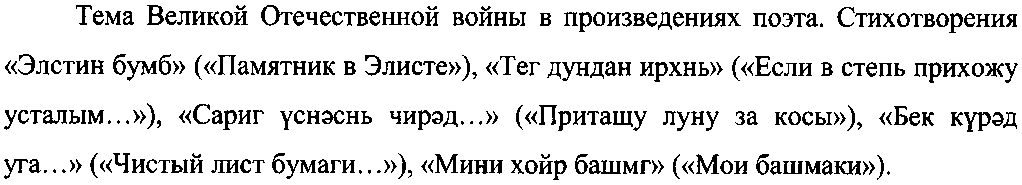 Тема Великой Отечественной войны в произведениях поэта. Стихотворения
«Элстин бумб» («Памятник в Элисте»), «Тег дундан ирхнь» («Если в степь прихожу
усталым…»), «Сариг үснәснь чирәд…» («Притащу луну за косы»), «Бек күрәд
уга…» («Чистый лист бумаги…»), «Мини хойр башмг» («Мои башмаки»).